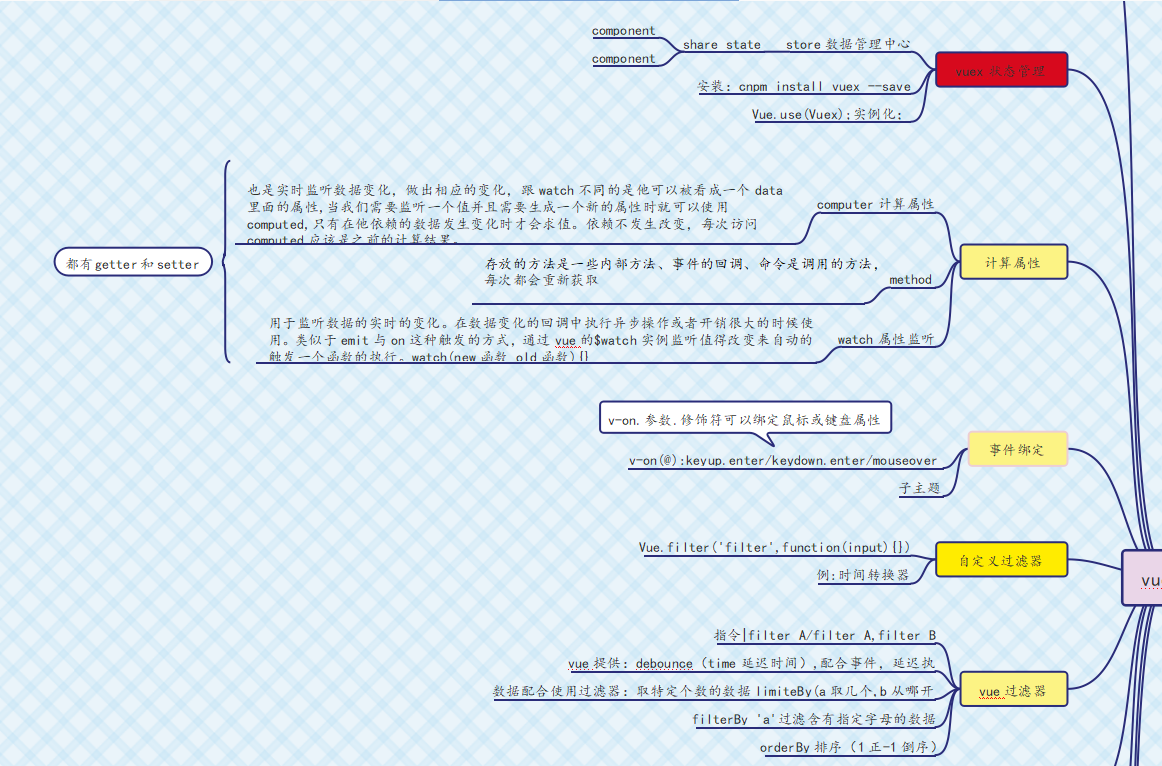 component
component
share state
store 数据管理中心
安装: cnpm install vuex --save
Vue.use(Vuex);实例化;
vuex 状态管理
也是实时监听数据变化, 做出相应的变化, 跟 watch 不同的是他可以被看成一个 data
里面的属性,当我们需要监听一个值并且需要生成一个新的属性时就可以使用
computed,只有在他依赖的数据发生变化时才会求值。依赖不发生改变, 每次访问
computed 应该是之前的计算结果。
computer 计算属性
存放的方法是一些内部方法、事件的回调、命令是调用的方法,
每次都会重新获取
method
用于监听数据的实时的变化。在数据变化的回调中执行异步操作或者开销很大的时候使
用。类似于 emit 与 on 这种触发的方式, 通过 vue 的$watch 实例监听值得改变来自动的
触发一个函数的执行。watch(new 函数 old 函数){}
watch 属性监听
都有 getter 和 setter
计算属性
v-on.参数.修饰符可以绑定鼠标或键盘属性
v-on(@):keyup.enter/keydown.enter/mouseover
子主题
事件绑定
Vue.filter('filter',function(input){})
例:时间转换器
自定义过滤器
指令|filter A/filter A,filter B
vue 提供: debounce (time 延迟时间),配合事件, 延迟执
数据配合使用过滤器: 取特定个数的数据 limiteBy(a 取几个,b 从哪开
filterBy 'a'过滤含有指定字母的数据
orderBy 排序 (1 正-1 倒序)
vue 过滤器
vu